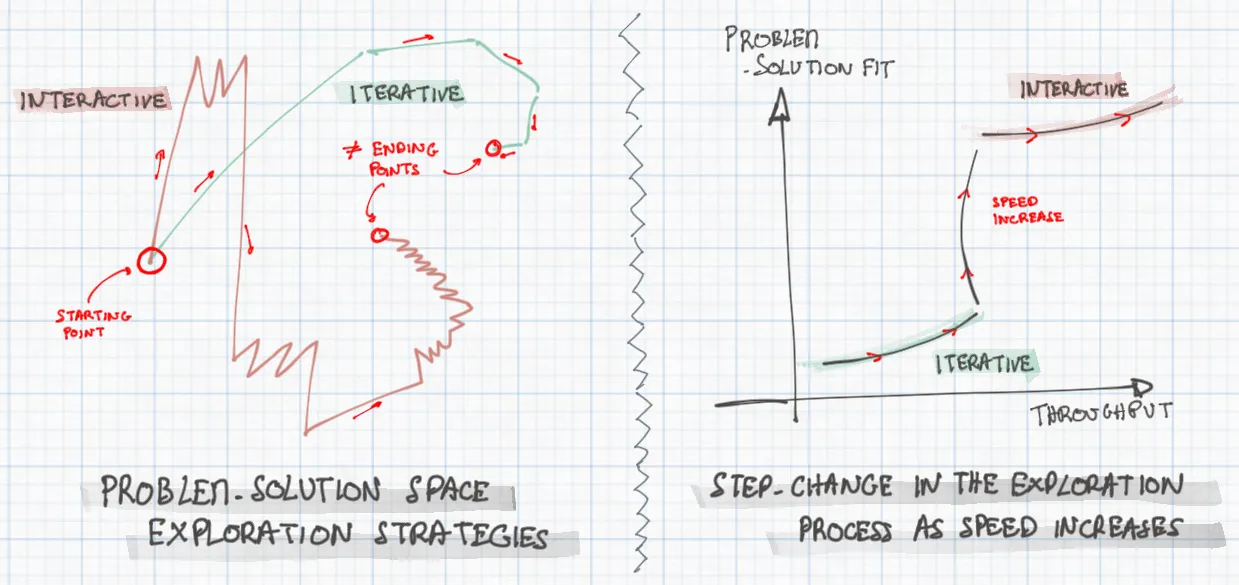 INTERACTIVE
ITERATIVE
≠ ENDING
POINTS
STARTING
POINT
PROBLEM-SOLUTION SPACE
EXPLORATION STRATEGIES
PROBLEM
-SOLUTION FIT
INTERACTIVE
SPEED
INCREASE
ITERATIVE
THROUGHPUT
STEP-CHANGE IN THE EXPLORATION
PROCESS AS SPEED INCREASES